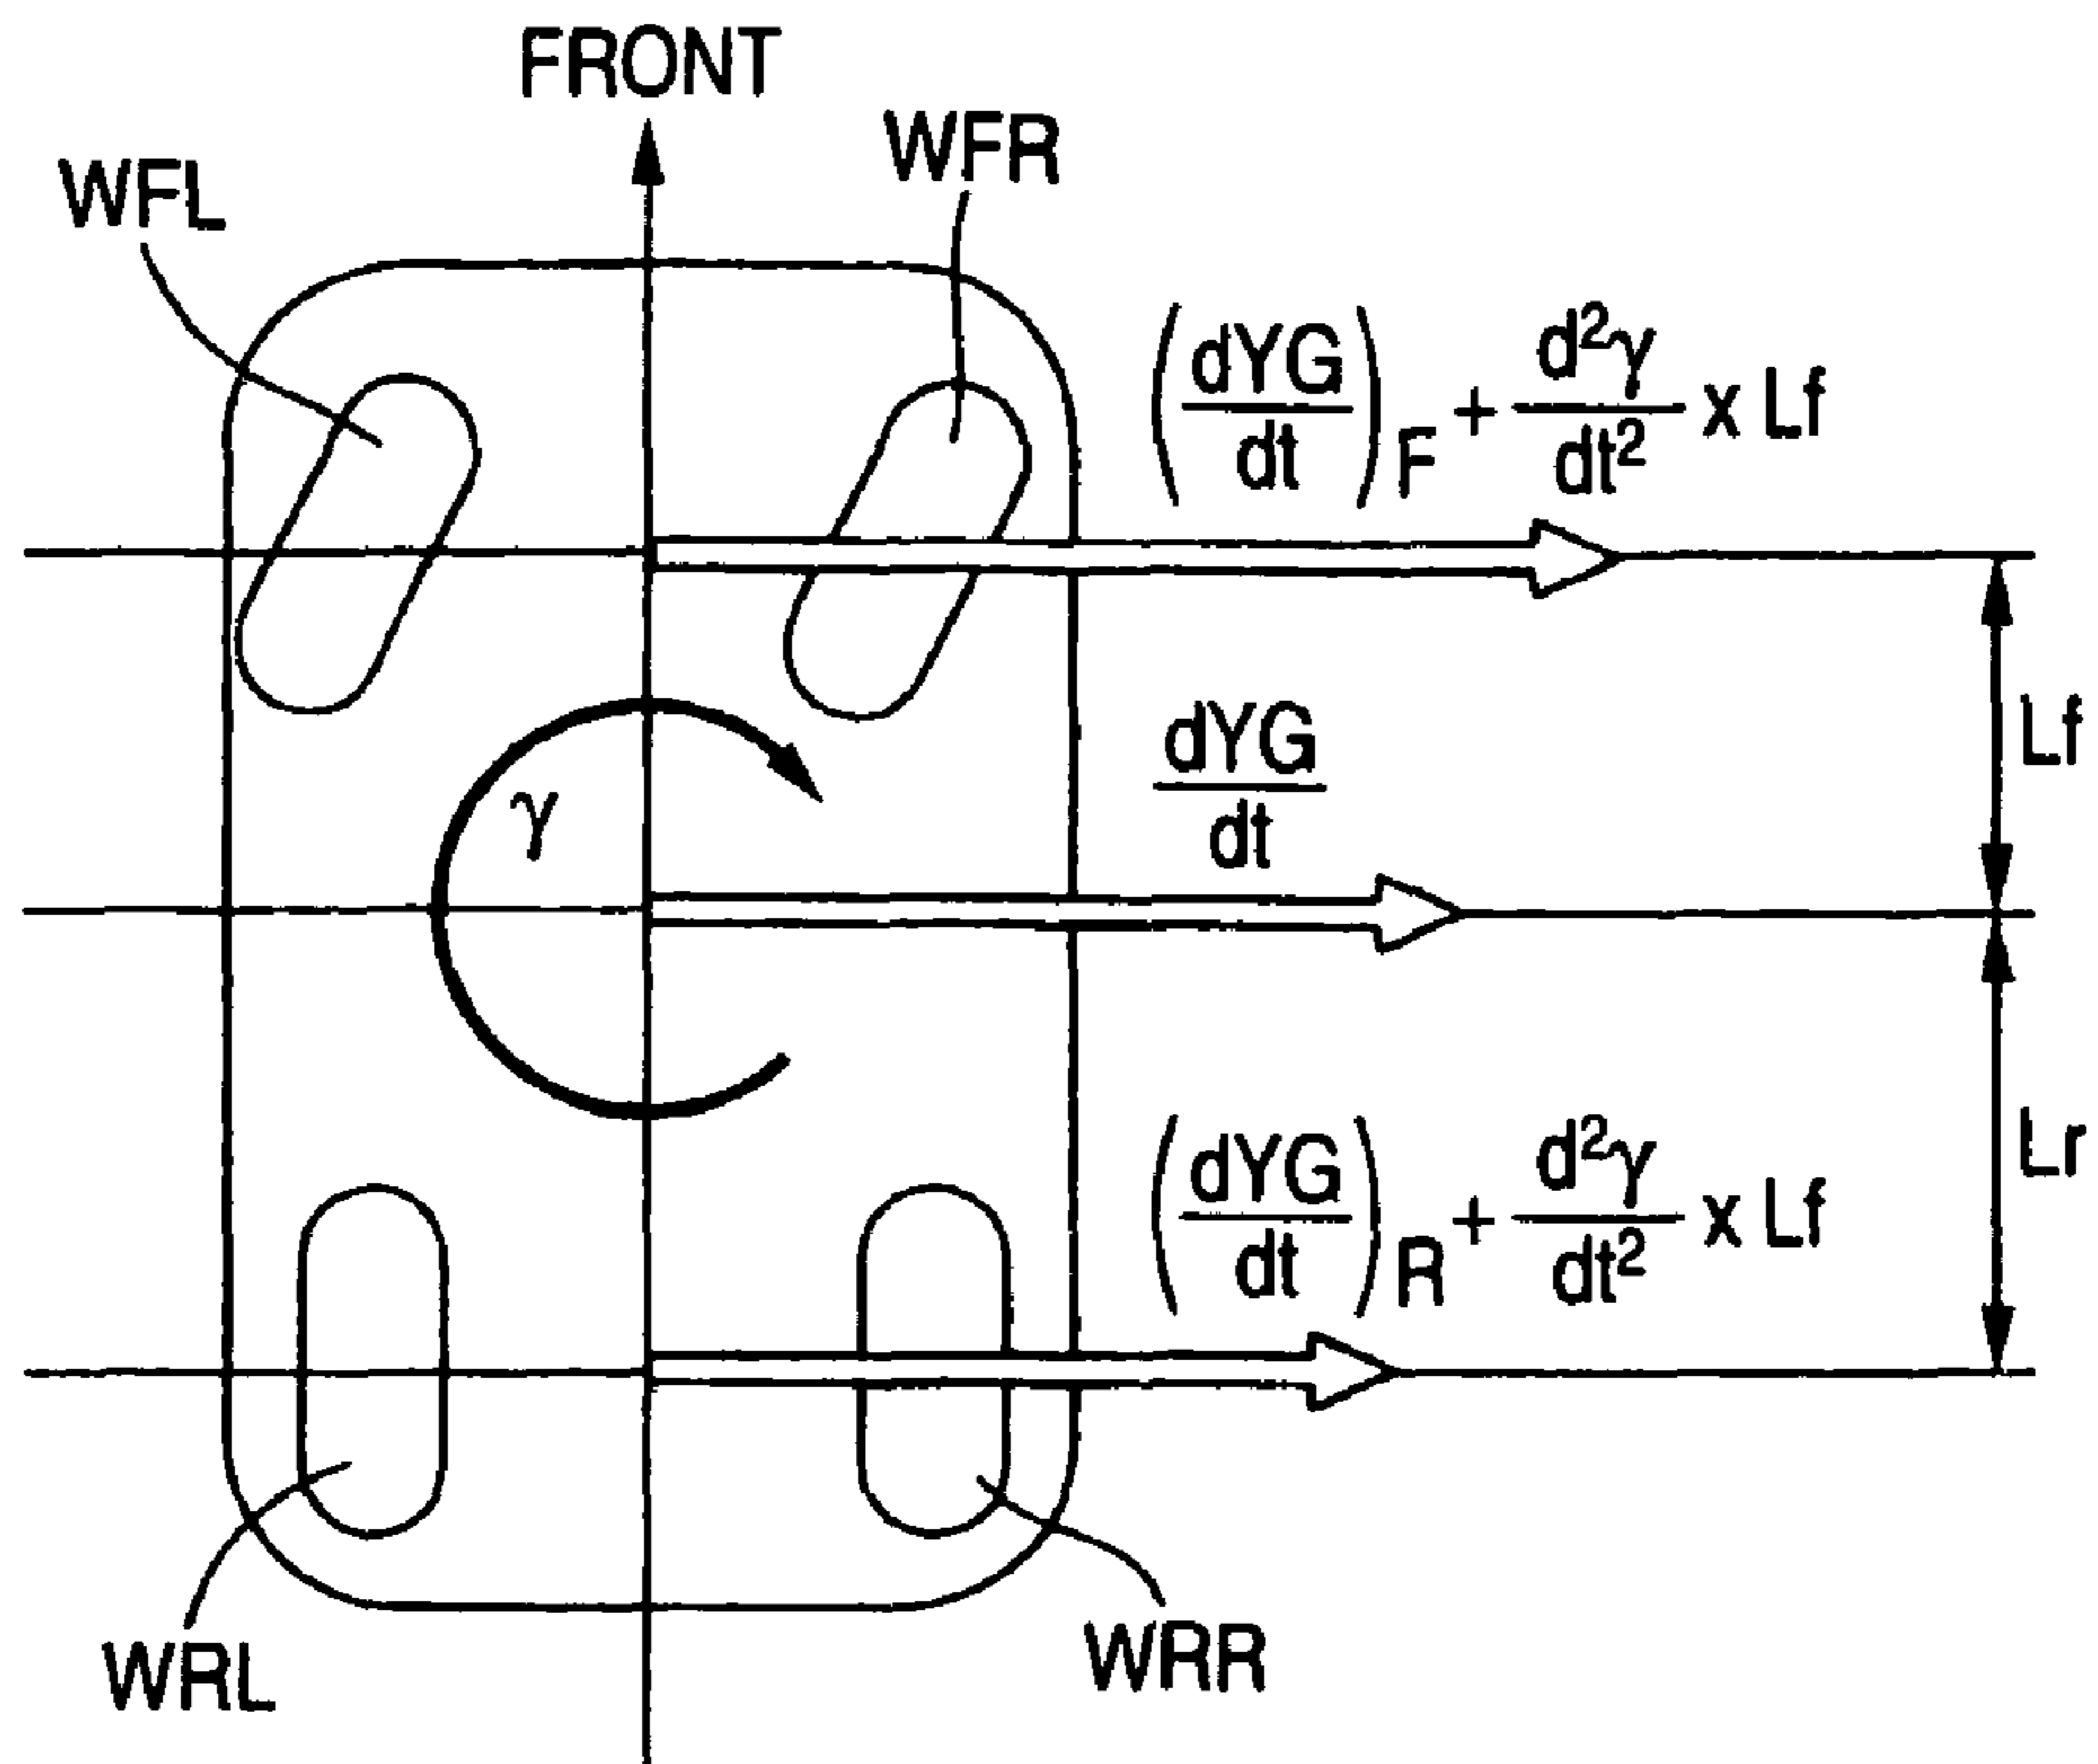 FRONT
WFR
WFL
(dYG/dt)F + d²γ/dt² x Lf
dYG/dt
Lf
γ
(dYG/dt)R + d²γ/dt² x Lf
Lr
WRL
WRR